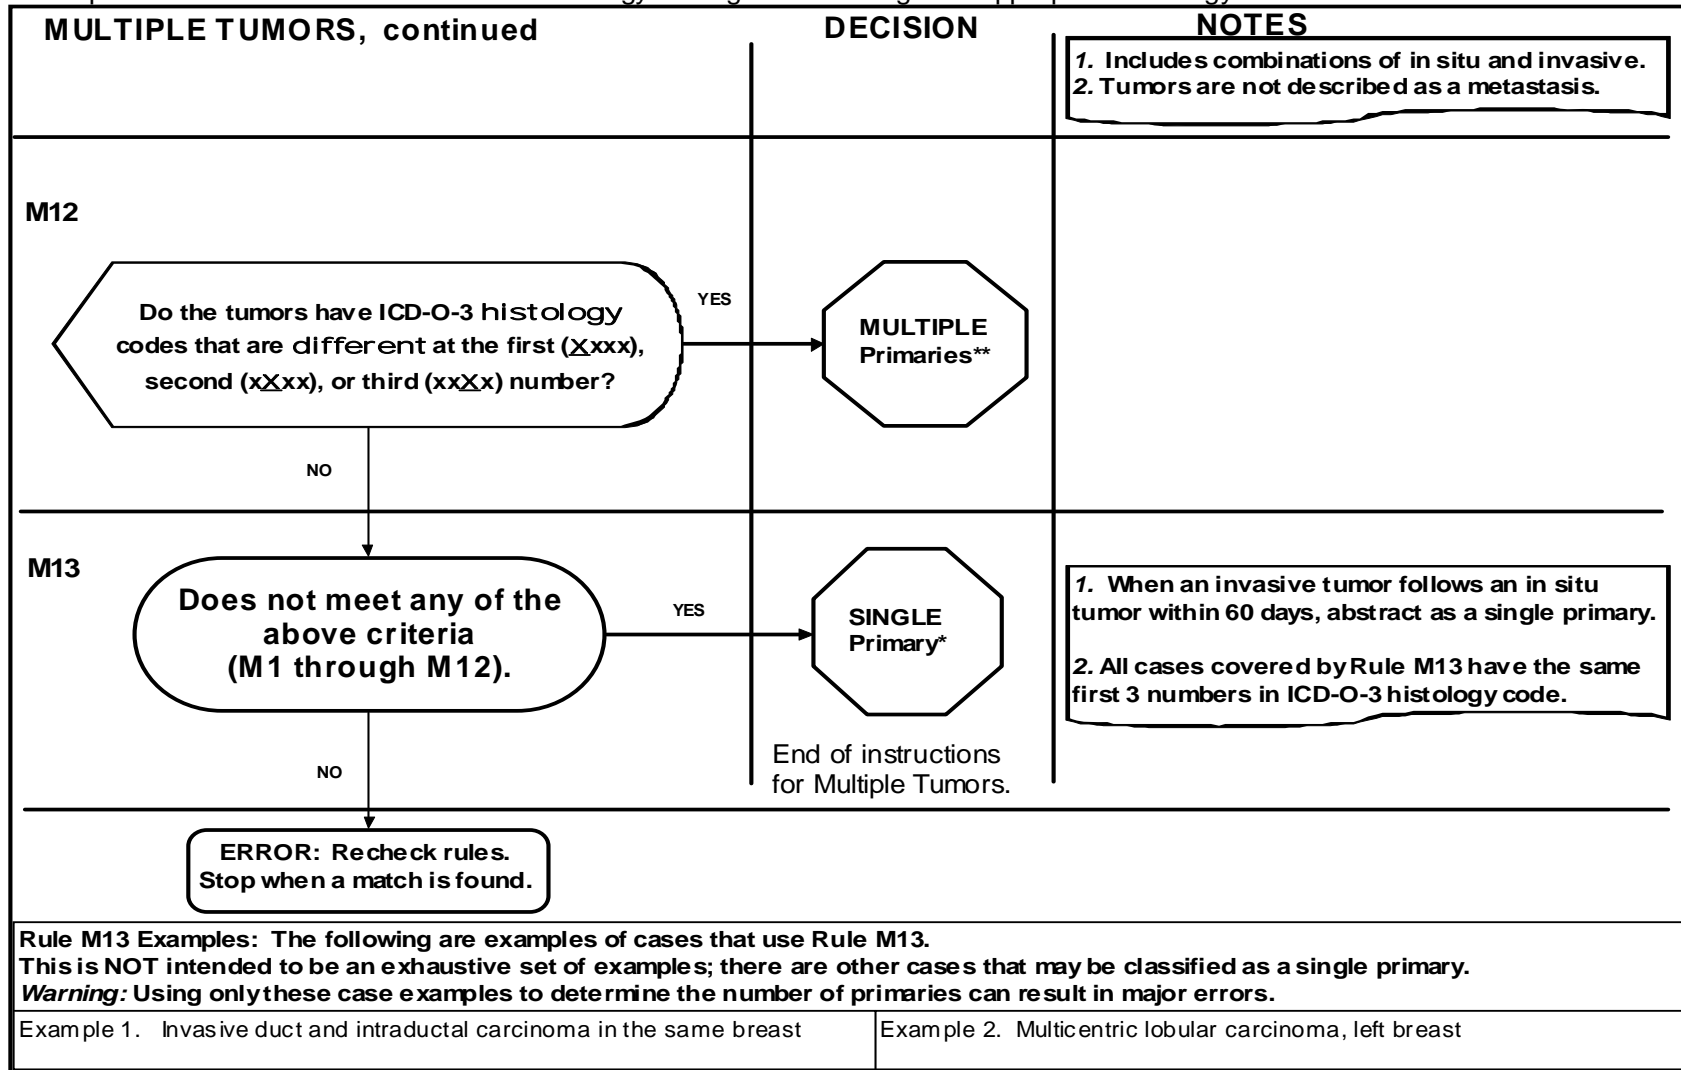 MULTIPLE TUMORS, continued
DECISION
NOTES
1. Includes combinations of in situ and invasive.
2. Tumors are not described as a metastasis.
M12
Do the tumors have ICD-O-3 histology
codes that are different at the first (Xxxx),
second (xXxx), or third (xxXx) number?
YES
MULTIPLE
Primaries**
NO
M13
Does not meet any of the
above criteria
(M1 through M12).
YES
SINGLE
Primary*
1. When an invasive tumor follows an in situ
tumor within 60 days, abstract as a single primary.
2. All cases covered by Rule M13 have the same
first 3 numbers in ICD-O-3 histology code.
End of instructions
for Multiple Tumors.
NO
ERROR: Recheck rules.
Stop when a match is found.
Rule M13 Examples: The following are examples of cases that use Rule M13.
This is NOT intended to be an exhaustive set of examples; there are other cases that may be classified as a single primary.
Warning: Using only these case examples to determine the number of primaries can result in major errors.
Example 1. Invasive duct and intraductal carcinoma in the same breast
Example 2. Multicentric lobular carcinoma, left breast